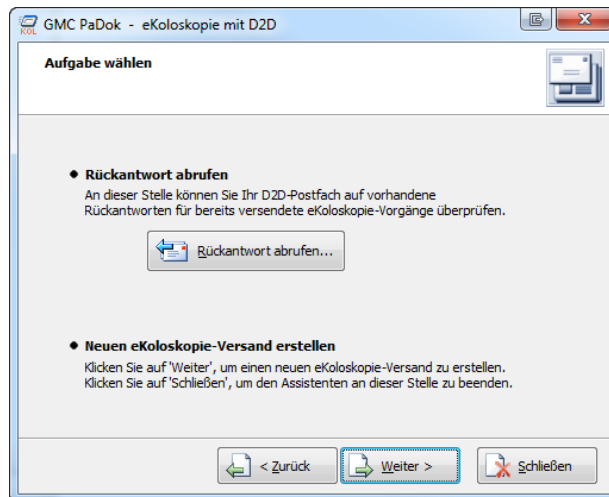 KOL GMC PaDok - eKoloskopie mit D2D
Aufgabe wählen
• Rückantwort abrufen
An dieser Stelle können Sie Ihr D2D-Postfach auf vorhandene
Rückantworten für bereits versendete eKoloskopie-Vorgänge überprüfen.
Rückantwort abrufen...
• Neuen eKoloskopie-Versand erstellen
Klicken Sie auf 'Weiter', um einen neuen eKoloskopie-Versand zu erstellen.
Klicken Sie auf 'Schließen', um den Assistenten an dieser Stelle zu beenden.
< Zurück Weiter > Schließen